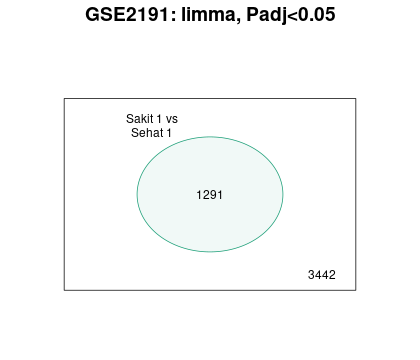 GSE2191: limma, Padj<0.05
Sakit 1 vs
Sehat 1
1291
3442